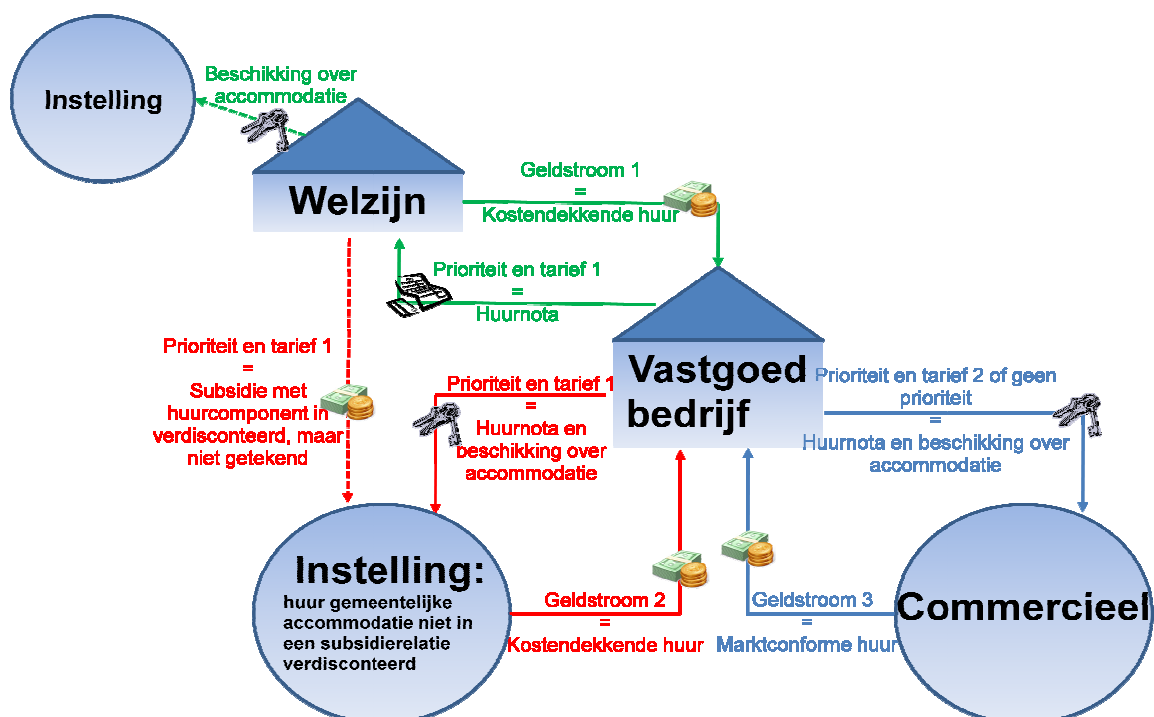 Instelling
Beschikking over
accommodatie
Welzijn
Geldstroom 1
=
Kostendekkende huur
Prioriteit en tarief 1
=
Huurnota
Prioriteit en tarief 1
=
Subsidie met
huurcomponent in
verdisconteerd, maar
niet getekend
Prioriteit en tarief 1
=
Huurnota en
beschikking over
accommodatie
Vastgoed
bedrijf
Prioriteit en tarief 2 of geen
prioriteit
=
Huurnota en beschikking over
accommodatie
Instelling:
huur gemeentelijke
accommodatie niet in
een subsidierelatie
verdisconteerd
Geldstroom 2
=
Kostendekkende huur
Geldstroom 3
=
Marktconforme huur
Commercieel